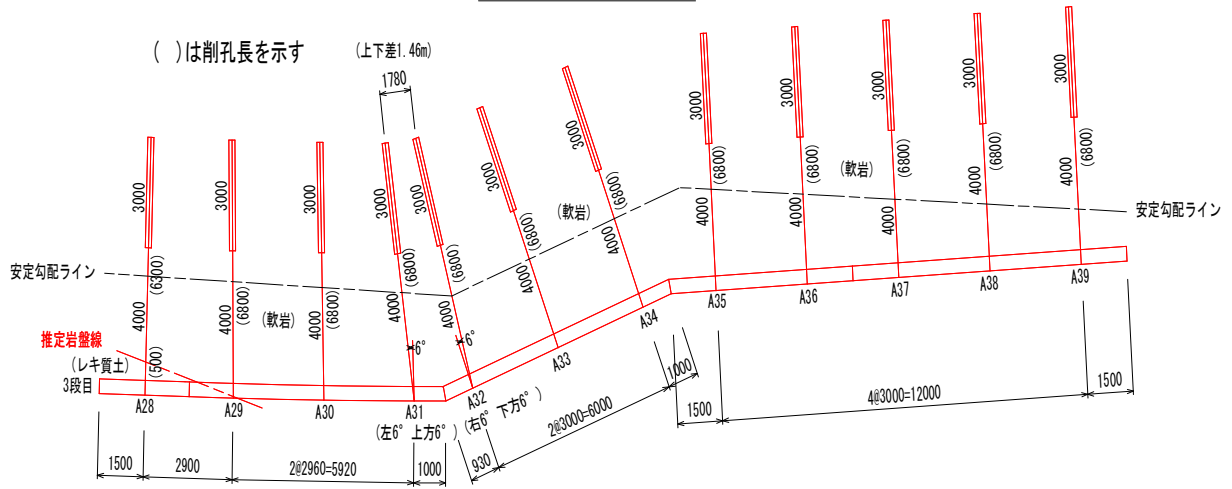 ( )は削孔長を示す
(上下差1.46m)
1780
3000
3000
3000
3000
3000
3000
3000
3000
3000
3000
3000
3000
4000
(6300)
(500)
4000
(6800)
4000
(6800)
4000
(6800)
4000
(6800)
4000
(6800)
4000
(6800)
4000
(6800)
4000
(6800)
4000
(6800)
4000
(6800)
4000
(6800)
(軟岩)
(軟岩)
(軟岩)
安定勾配ライン
安定勾配ライン
推定岩盤線
(レキ質土)
3段目
6°
6°
A28
A29
A30
A31
A32
A33
A34
A35
A36
A37
A38
A39
(左6° 上方6°)
(右6° 下方6°)
1500
2900
2@2960=5920
1000
930
2@3000=6000
1000
1500
4@3000=12000
1500